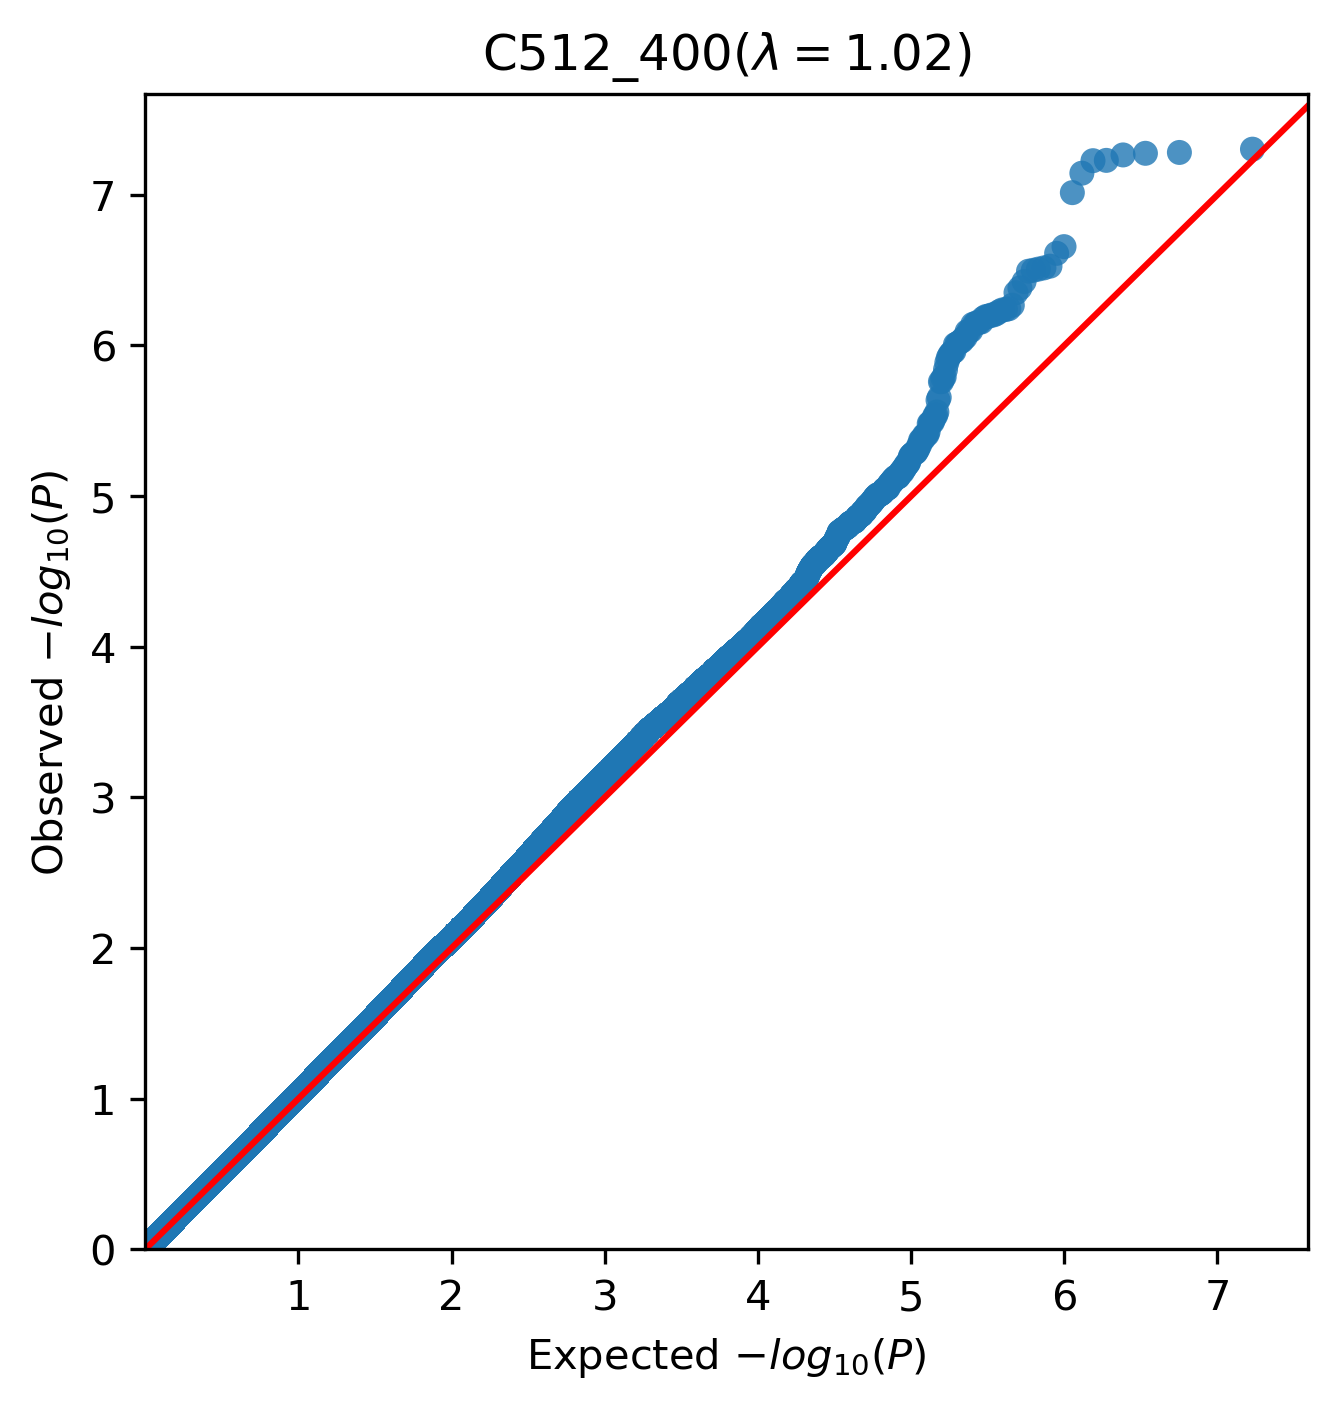 C512_400(λ = 1.02)
Observed −log₁₀(P)
7
6
5
4
3
2
1
0
1 2 3 4 5 6 7
Expected −log₁₀(P)